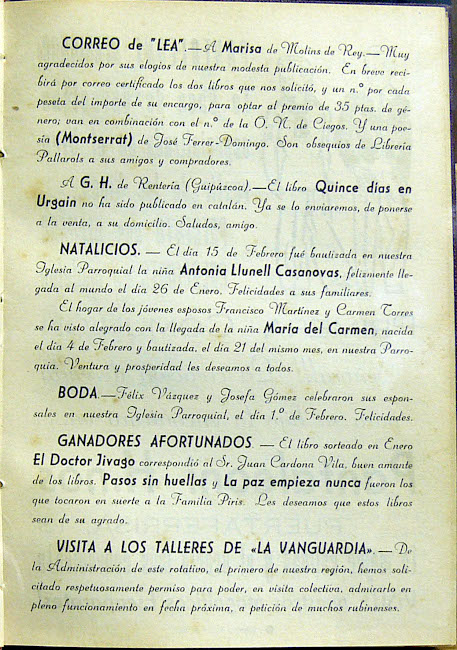 CORREO de "LEA".—A Marisa de Molins de Rey.—Muy
agradecidos por sus elogios de nuestra modesta publicación. En breve reci-
birá por correo certificado los dos libros que nos solicitó, y un n.º por cada
peseta del importe de su encargo, para optar al premio de 35 ptas. de gé-
nero; van en combinación con el n.º de la O. N. de Ciegos. Y una poe-
sía (Montserrat) de José Ferrer-Domingo. Son obsequios de Librería
Pallarols a sus amigos y compradores.
A G. H. de Rentería (Guipúzcoa).—El libro Quince días en
Urgain no ha sido publicado en catalán. Ya se lo enviaremos, de ponerse
a la venta, a su domicilio. Saludos, amigo.
NATALICIOS. — El día 15 de Febrero fué bautizada en nuestra
Iglesia Parroquial la niña Antonia Llunell Casanovas, felizmente lle-
gada al mundo el día 26 de Enero. Felicidades a sus familiares.
El hogar de los jóvenes esposos Francisco Martínez y Carmen Torres
se ha visto alegrado con la llegada de la niña María del Carmen, nacida
el día 4 de Febrero y bautizada, el día 21 del mismo mes, en nuestra Parro-
quia. Ventura y prosperidad les deseamos a todos.
BODA.—Félix Vázquez y Josefa Gómez celebraron sus espon-
sales en nuestra Iglesia Parroquial, el día 1.º de Febrero. Felicidades.
GANADORES AFORTUNADOS — El libro sorteado en Enero
El Doctor Jivago correspondió al Sr. Juan Cardona Vila, buen amante
de los libros. Pasos sin huellas y La paz empieza nunca fueron los
que tocaron en suerte a la Familia Piris. Les deseamos que estos libros
sean de su agrado.
VISITA A LOS TALLERES DE «LA VANGUARDIA».—De
la Administración de este rotativo, el primero de nuestra región, hemos soli-
citado respetuosamente permiso para poder, en visita colectiva, admirarlo en
pleno funcionamiento en fecha próxima, a petición de muchos rubinenses.